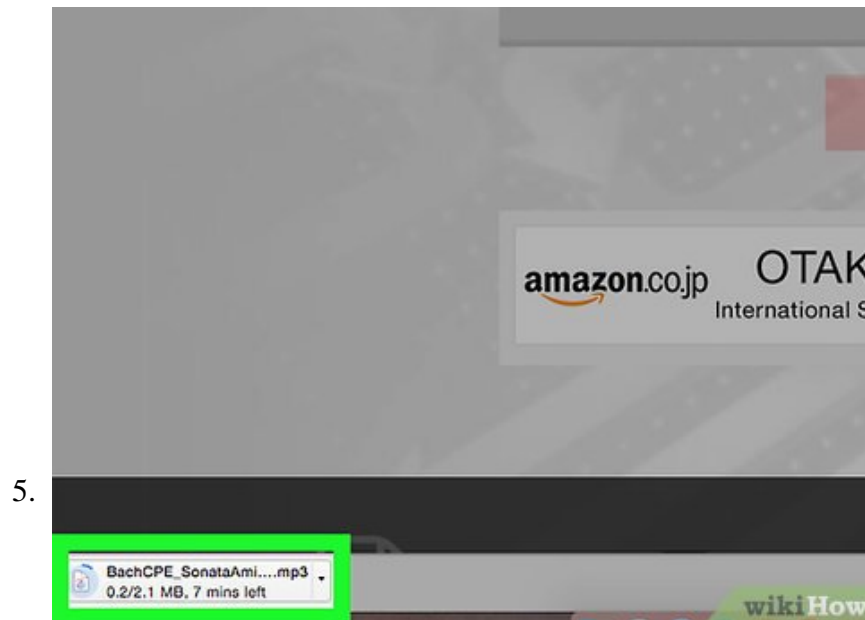 amazon.co.jp
OTAK
International S
5.
BachCPE_SonataAmi....mp3
0.2/2.1 MB, 7 mins left
wikiHow